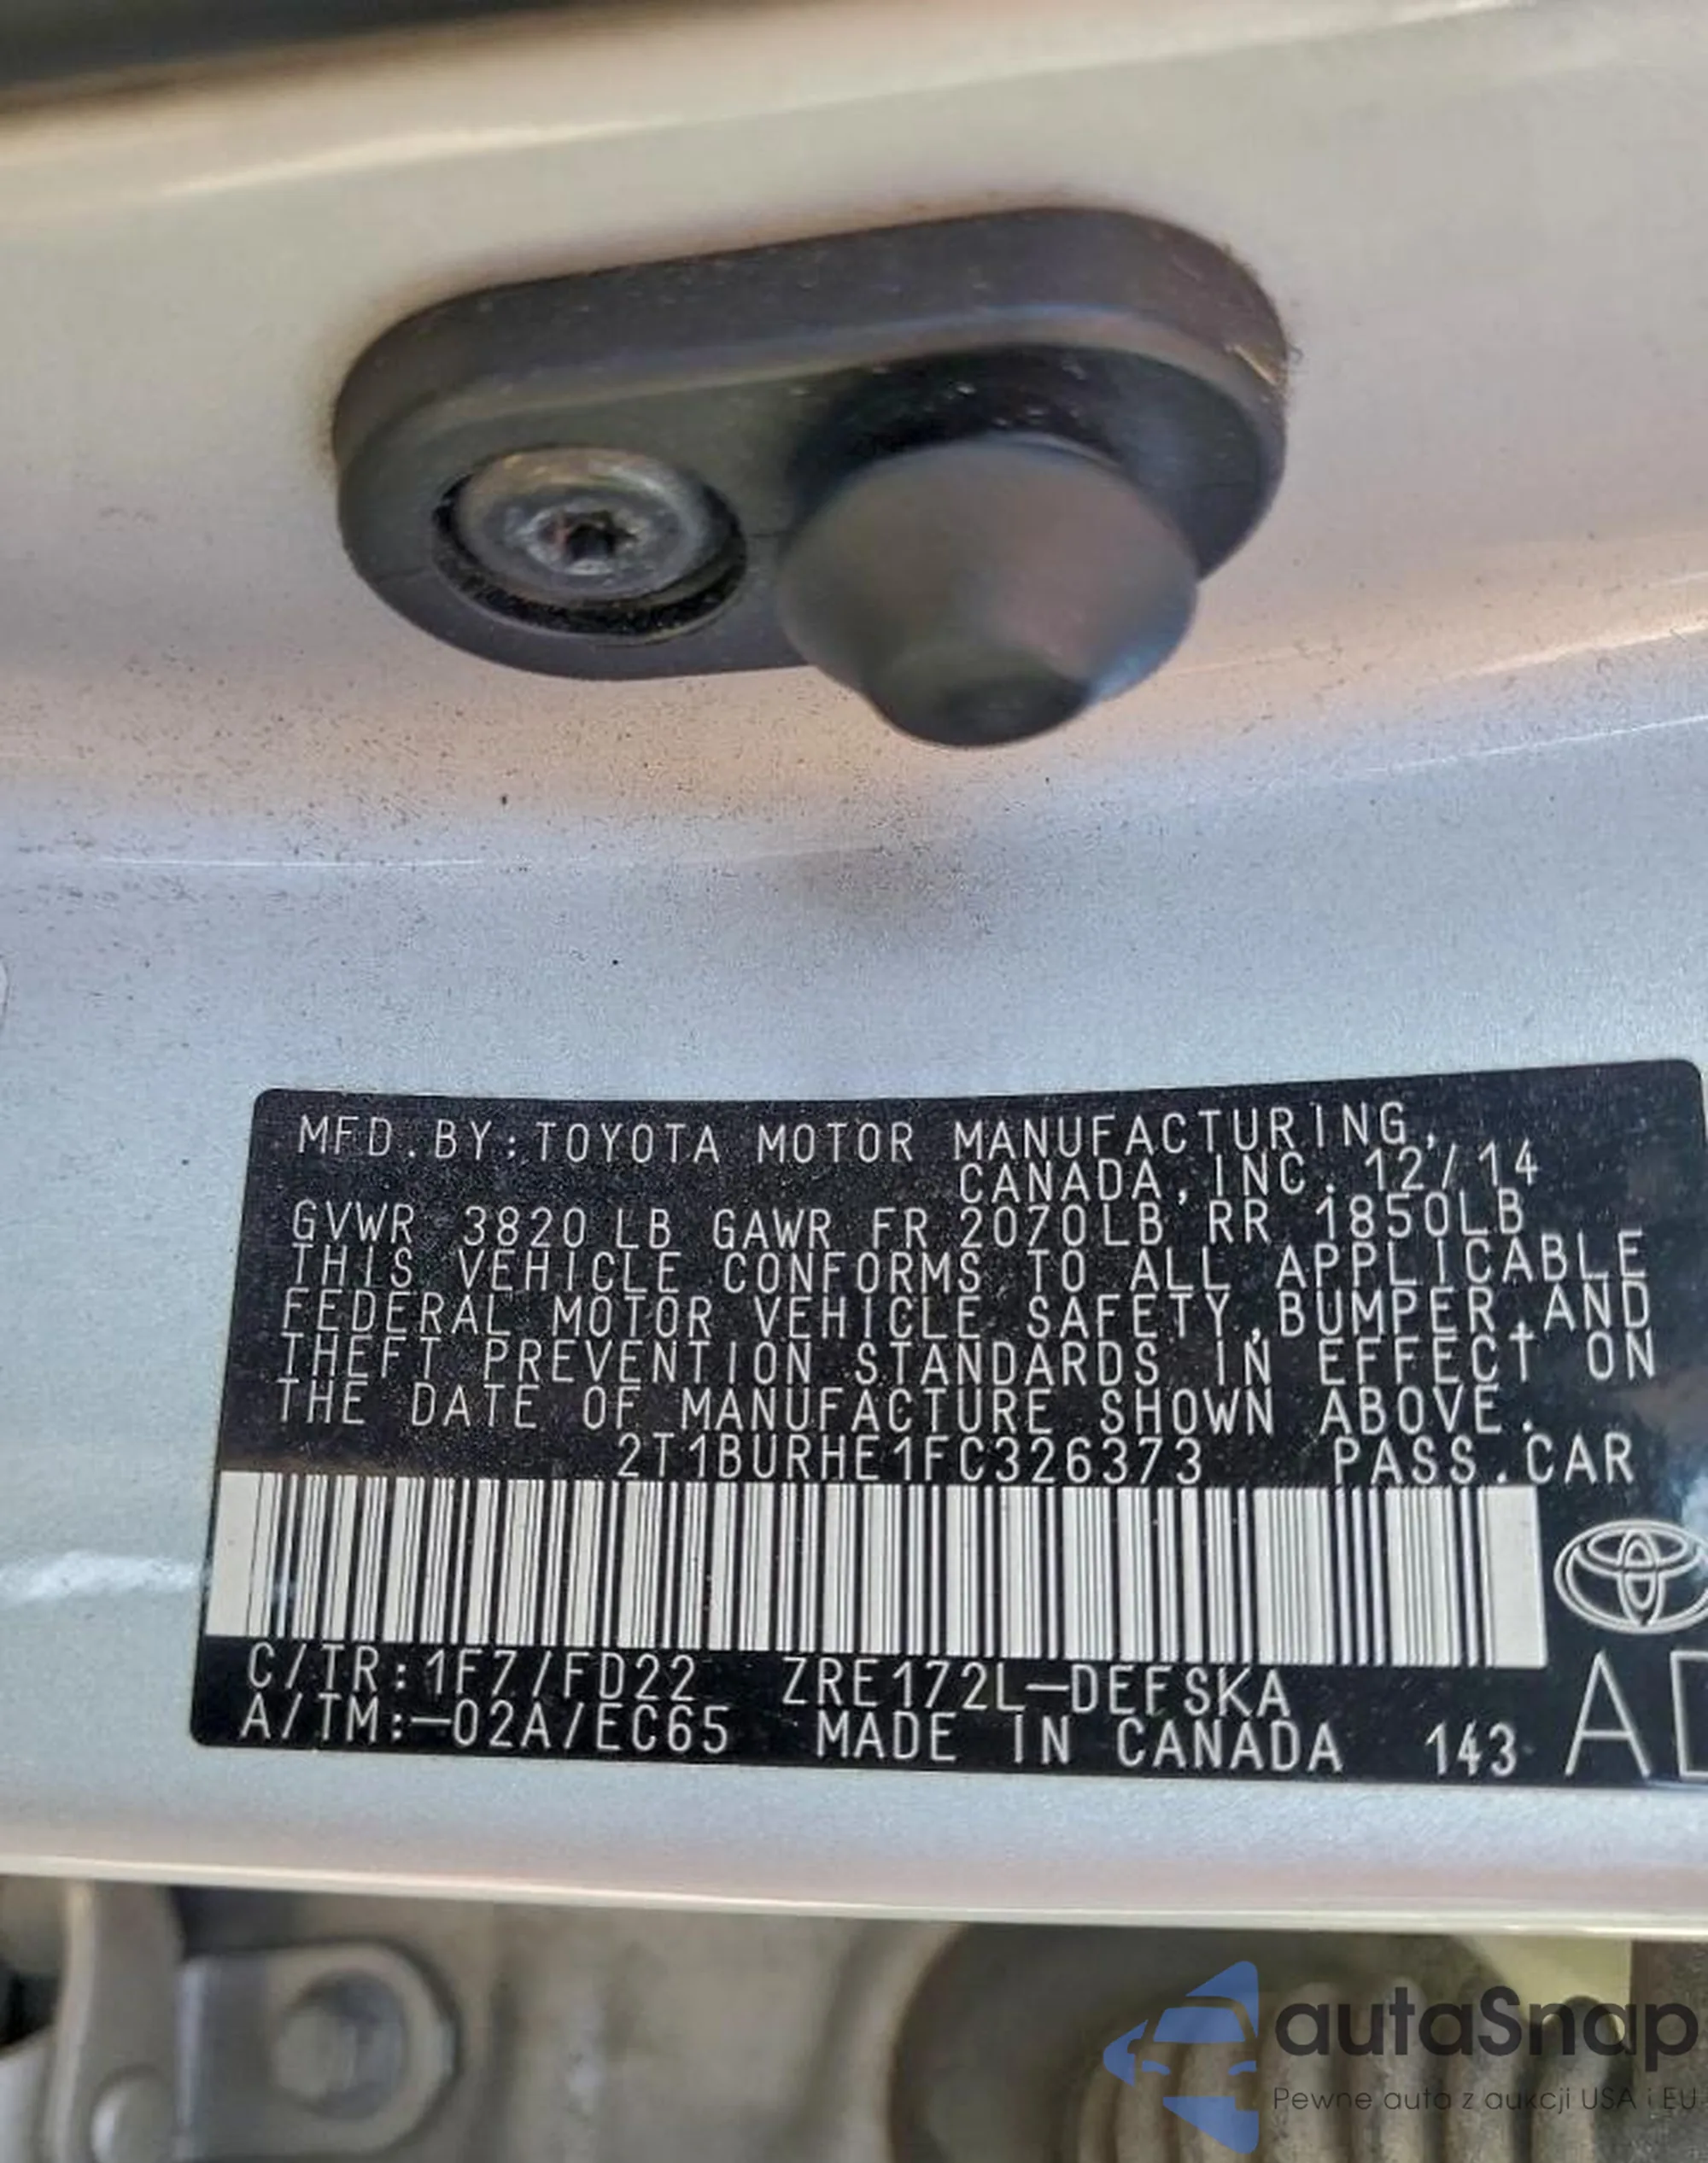 MFD.BY:TOYOTA MOTOR MANUFACTURING,
CANADA,INC. 12/14
GVWR 3820LB GAWR FR 2070LB RR 1850LB
THIS VEHICLE CONFORMS TO ALL APPLICABLE
FEDERAL MOTOR VEHICLE SAFETY,BUMPER,AND
THEFT PREVENTION STANDARDS IN EFFECT ON
THE DATE OF MANUFACTURE SHOWN ABOVE.
2T1BURHE1FC326373 PASS.CAR
C/TR:1F7/FD22 ZRE172L-DEFSKA
A/TM:-02A/EC65 MADE IN CANADA 143
AD
autaSnap
Pewne auta z aukcji USA i EU